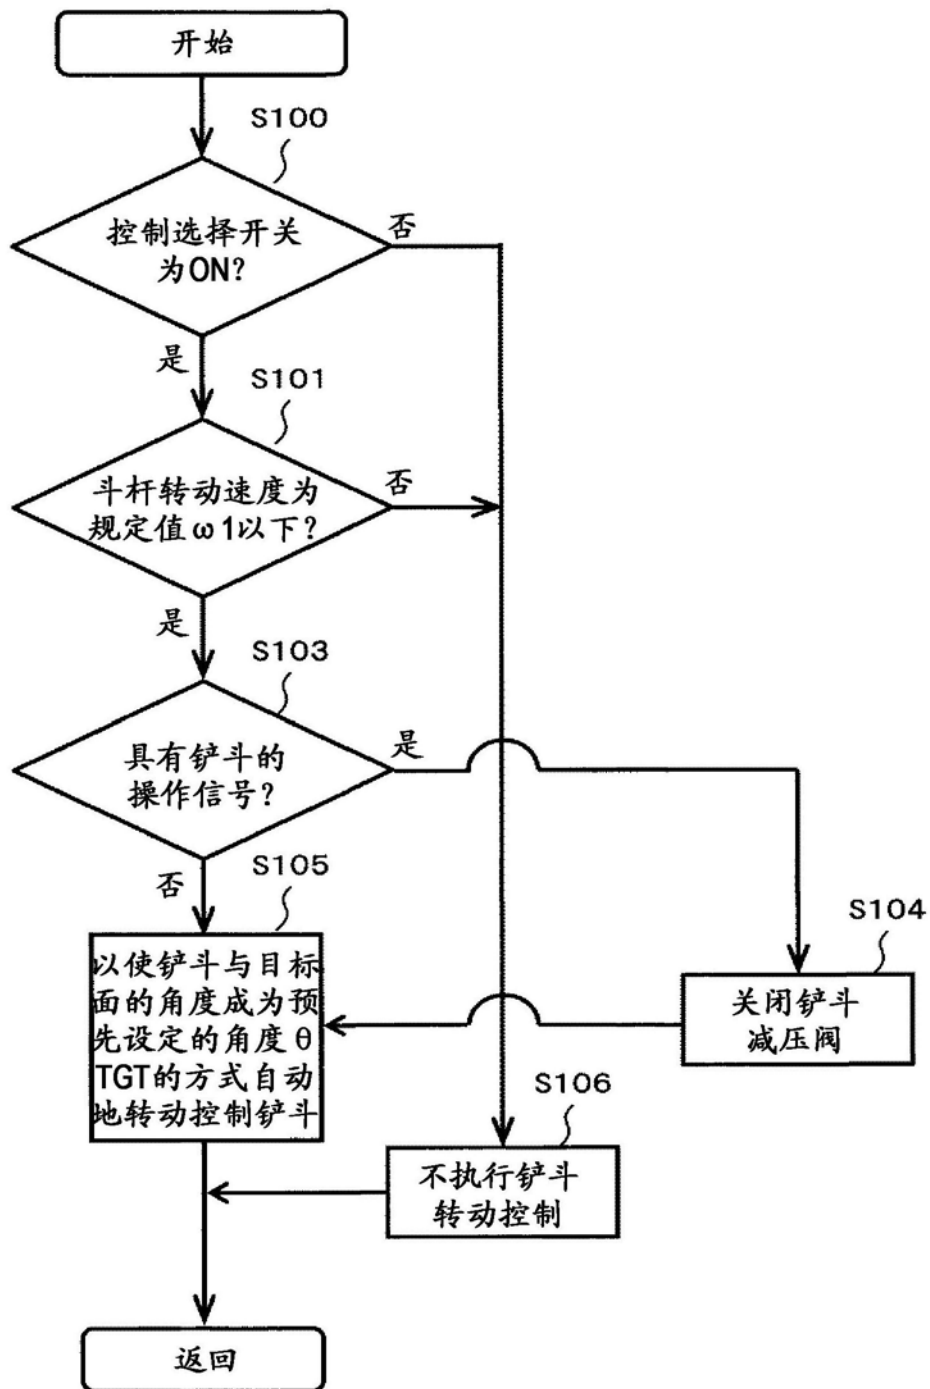 开始
S100
控制选择开关
为ON?
否
是
S101
斗杆转动速度为
规定值ω1以下?
否
是
S103
具有铲斗的
操作信号?
是
否
S105
以使铲斗与目标
面的角度成为预
先设定的角度θ
TGT的方式自动
地转动控制铲斗
S104
关闭铲斗
减压阀
S106
不执行铲斗
转动控制
返回